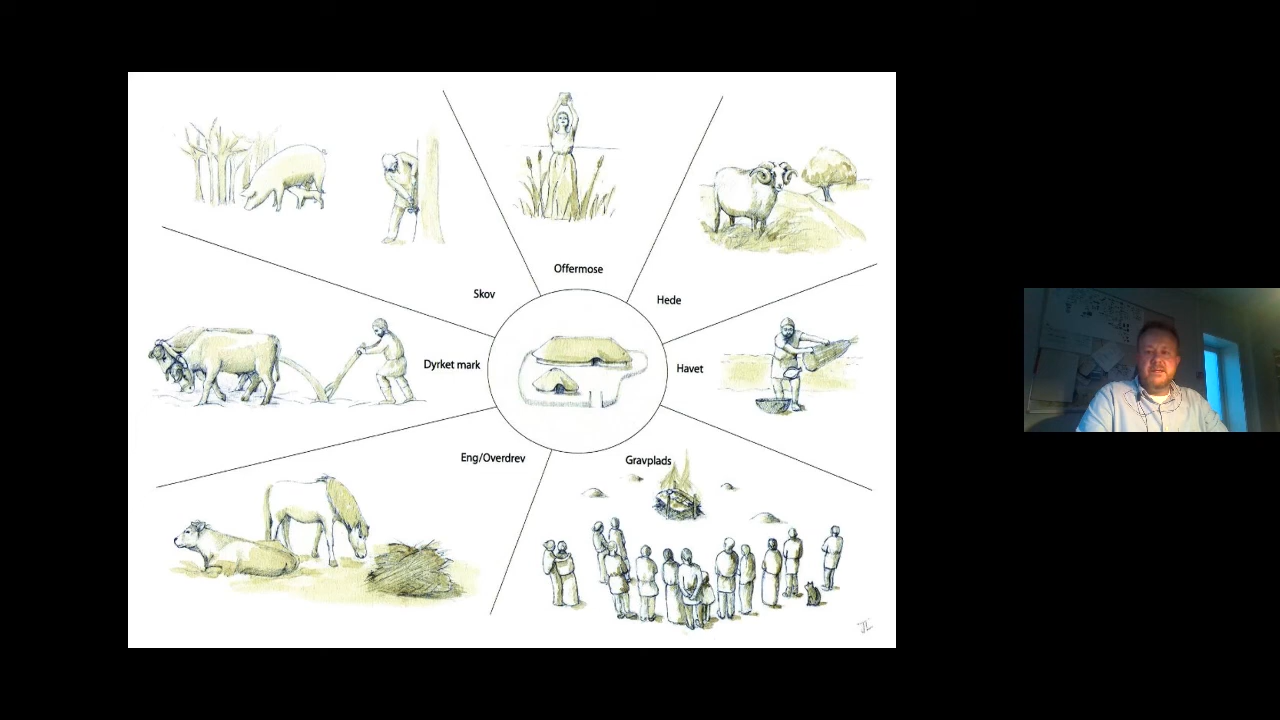 Offermose
Skov
Hede
Dyrket mark
Havet
Eng/Overdrev
Gravplads